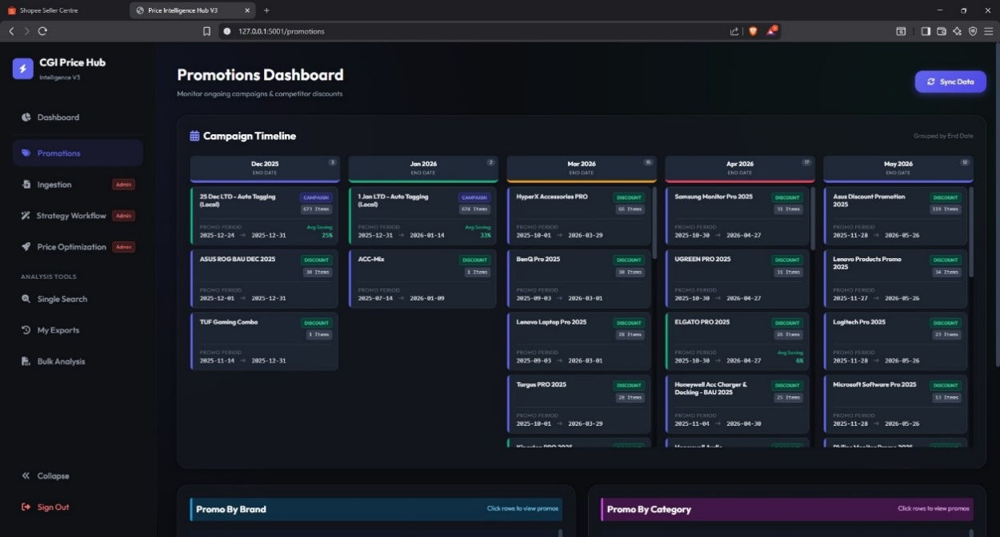 Shopee Seller Centre
Price Intelligence Hub V3
127.0.0.1:5001/promotions
CGI Price Hub
Intelligence V3
Dashboard
Promotions
Ingestion Admin
Strategy Workflow Admin
Price Optimization Admin
ANALYSIS TOOLS
Single Search
My Exports
Bulk Analysis
Collapse
Sign Out
Promotions Dashboard
Monitor ongoing campaigns & competitor discounts
Sync Data
Campaign Timeline
Grouped by End Date
Dec 2025 3
END DATE
25 Dec LTD - Auto Tagging CAMPAIGN
(Local) 673 Items
PROMO PERIOD Avg Saving
2025-12-24 → 2025-12-31 25%
ASUS ROG BAU DEC 2025 DISCOUNT
30 Items
PROMO PERIOD
2025-12-01 → 2025-12-31
TUF Gaming Combo DISCOUNT
1 Items
PROMO PERIOD
2025-11-14 → 2025-12-31
Jan 2026 2
END DATE
1 Jan LTD - Auto Tagging CAMPAIGN
(Local) 674 Items
PROMO PERIOD Avg Saving
2025-12-31 → 2026-01-14 33%
ACC-Mix DISCOUNT
1 Items
PROMO PERIOD
2025-07-14 → 2026-01-09
Mar 2026 15
END DATE
HyperX Accessories PRO DISCOUNT
66 Items
PROMO PERIOD
2025-10-01 → 2026-03-29
BenQ Pro 2025 DISCOUNT
30 Items
PROMO PERIOD
2025-09-03 → 2026-03-01
Lenovo Laptop Pro 2025 DISCOUNT
28 Items
PROMO PERIOD
2025-09-03 → 2026-03-01
Targus PRO 2025 DISCOUNT
20 Items
PROMO PERIOD
2025-10-01 → 2026-03-29
Kingston PRO 2025
Apr 2026 17
END DATE
Samsung Monitor Pro 2025 DISCOUNT
31 Items
PROMO PERIOD
2025-10-30 → 2026-04-27
UGREEN PRO 2025 DISCOUNT
31 Items
PROMO PERIOD
2025-10-30 → 2026-04-27
ELGATO PRO 2025 DISCOUNT
Items
PROMO PERIOD Avg Saving
2025-10-30 → 2026-04-27 6%
Honeywell Acc Charger & DISCOUNT
Docking - BAU 2025 25 Items
PROMO PERIOD
2025-11-04 → 2026-04-30
Honeywell Audio
May 2026 12
END DATE
Asus Discount Promotion DISCOUNT
2025 119 Items
PROMO PERIOD
2025-11-28 → 2026-05-26
Lenovo Products Promo DISCOUNT
2025 34 Items
PROMO PERIOD
2025-11-27 → 2026-05-26
Logitech Pro 2025 DISCOUNT
23 Items
PROMO PERIOD
2025-11-28 → 2026-05-26
Microsoft Software Pro 2025 DISCOUNT
13 Items
PROMO PERIOD
2025-11-28 → 2026-05-26
Philips Monitor Promo 2025
Promo By Brand
Click rows to view promos
Promo By Category
Click rows to view promos